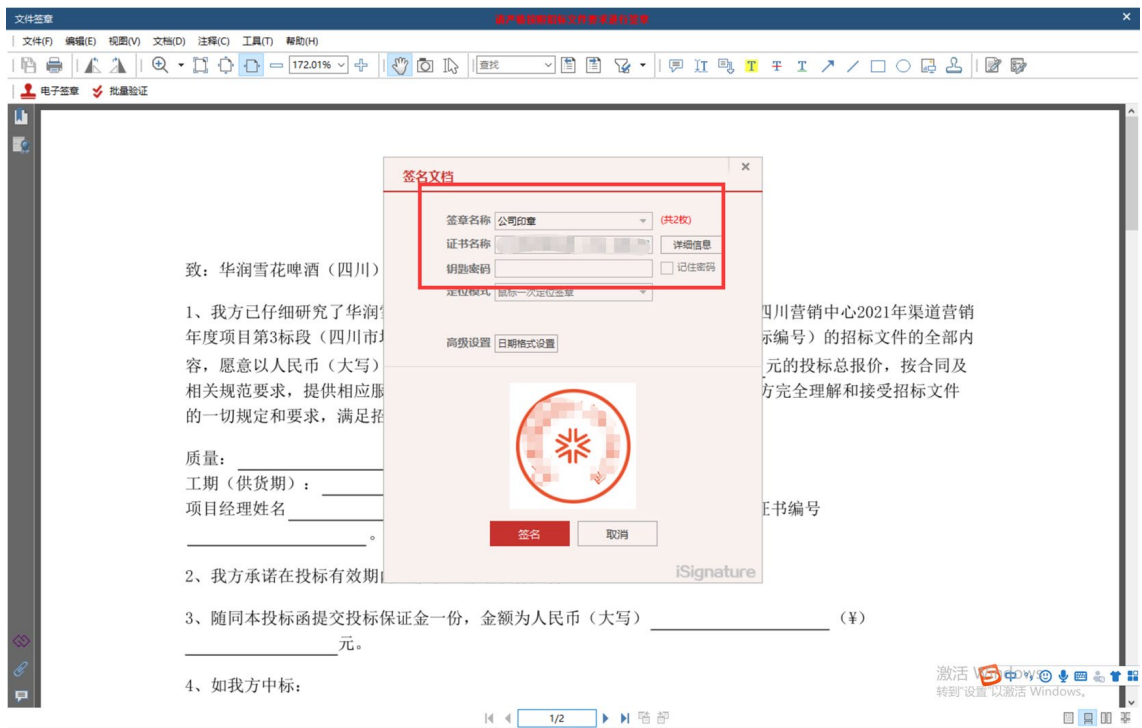 文件签章
文件(F) 编辑(E) 视图(V) 文档(D) 注释(C) 工具(T) 帮助(H)
172.01% 查找
电子签章 批量验证
签名文档
签章名称 公司印章 (共2枚)
证书名称 详细信息
钥匙密码 记住密码
定位模式 鼠标一次定位签章
高级设置 日期格式设置
签名 取消
iSignature
致：华润雪花啤酒（四川）
1、我方已仔细研究了华润 四川营销中心2021年渠道营销
年度项目第3标段（四川市 标编号）的招标文件的全部内
容，愿意以人民币（大写） 元的投标总报价，按合同及
相关规范要求，提供相应服 方完全理解和接受招标文件
的一切规定和要求，满足招
质量：
工期（供货期）：
项目经理姓名 证书编号
。
2、我方承诺在投标有效期
3、随同本投标函提交投标保证金一份，金额为人民币（大写） （¥）
元。
4、如我方中标：
激活 Windows
转到"设置"以激活 Windows。
中
1/2